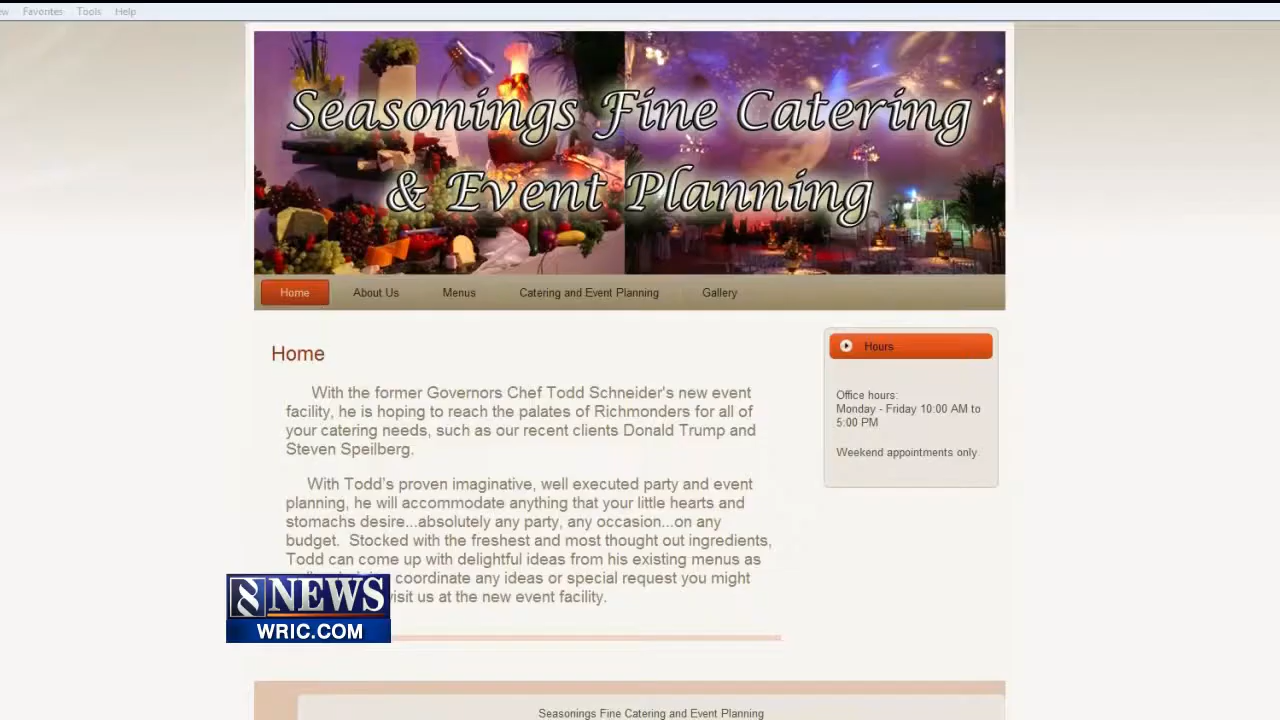 Favorites Tools Help
Seasonings Fine Catering
& Event Planning
Home About Us Menus Catering and Event Planning Gallery
Home
With the former Governors Chef Todd Schneider's new event
facility, he is hoping to reach the palates of Richmonders for all of
your catering needs, such as our recent clients Donald Trump and
Steven Speilberg.
With Todd's proven imaginative, well executed party and event
planning, he will accommodate anything that your little hearts and
stomachs desire...absolutely any party, any occasion...on any
budget. Stocked with the freshest and most thought out ingredients,
Todd can come up with delightful ideas from his existing menus as
coordinate any ideas or special request you might
visit us at the new event facility.
Hours
Office hours:
Monday - Friday 10:00 AM to
5:00 PM
Weekend appointments only.
8 NEWS
WRIC.COM
Seasonings Fine Catering and Event Planning